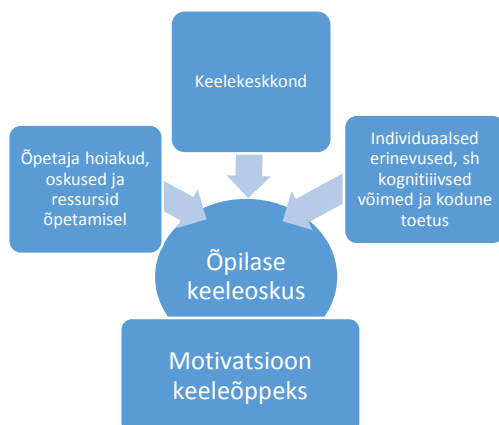 Keelekeskkond
Õpetaja hoiakud,
oskused ja
ressursid
õpetamisel
Individuaalsed
erinevused, sh
kognitiiivsed
võimed ja kodune
toetus
Õpilase
keeleoskus
Motivatsioon
keeleõppeks